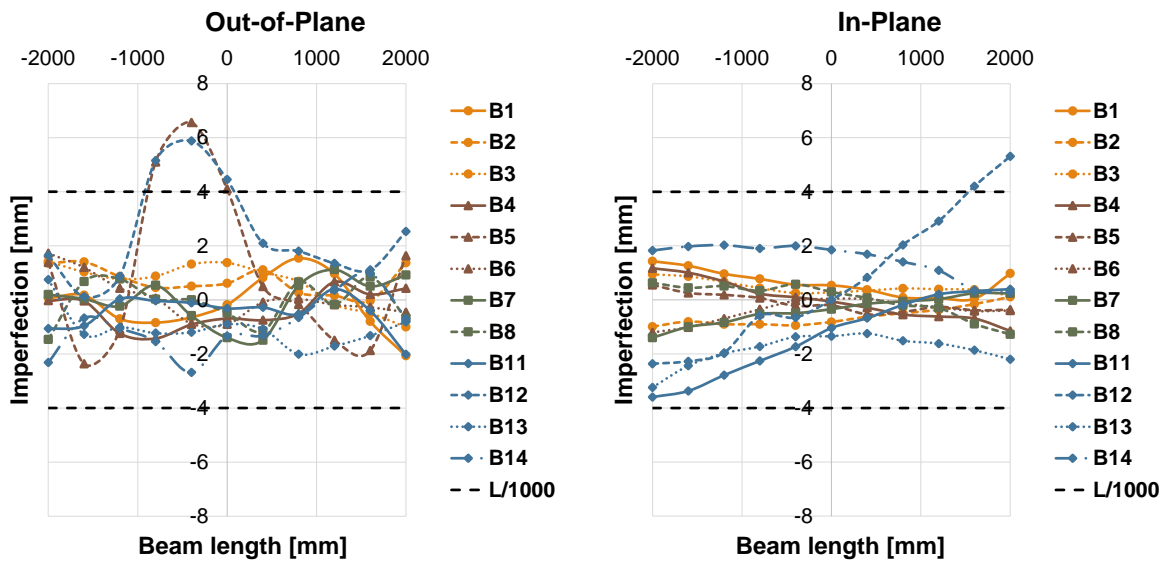 Out-of-Plane
-2000 -1000 0 1000 2000
8
6
4
2
0
-2
-4
-6
-8
Imperfection [mm]
Beam length [mm]
B1
B2
B3
B4
B5
B6
B7
B8
B11
B12
B13
B14
L/1000
In-Plane
-2000 -1000 0 1000 2000
8
6
4
2
0
-2
-4
-6
-8
Imperfection [mm]
Beam length [mm]
B1
B2
B3
B4
B5
B6
B7
B8
B11
B12
B13
B14
L/1000